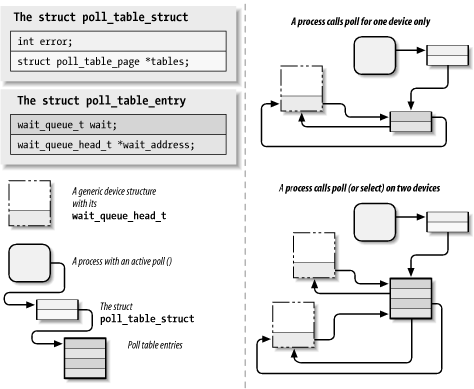 The struct poll_table_struct
int error;
struct poll_table_page *tables;
The struct poll_table_entry
wait_queue_t wait;
wait_queue_head_t *wait_address;
A generic device structure
with its
wait_queue_head_t
A process with an active poll ()
The struct
poll_table_struct
Poll table entries
A process calls poll for one device only
A process calls poll (or select) on two devices